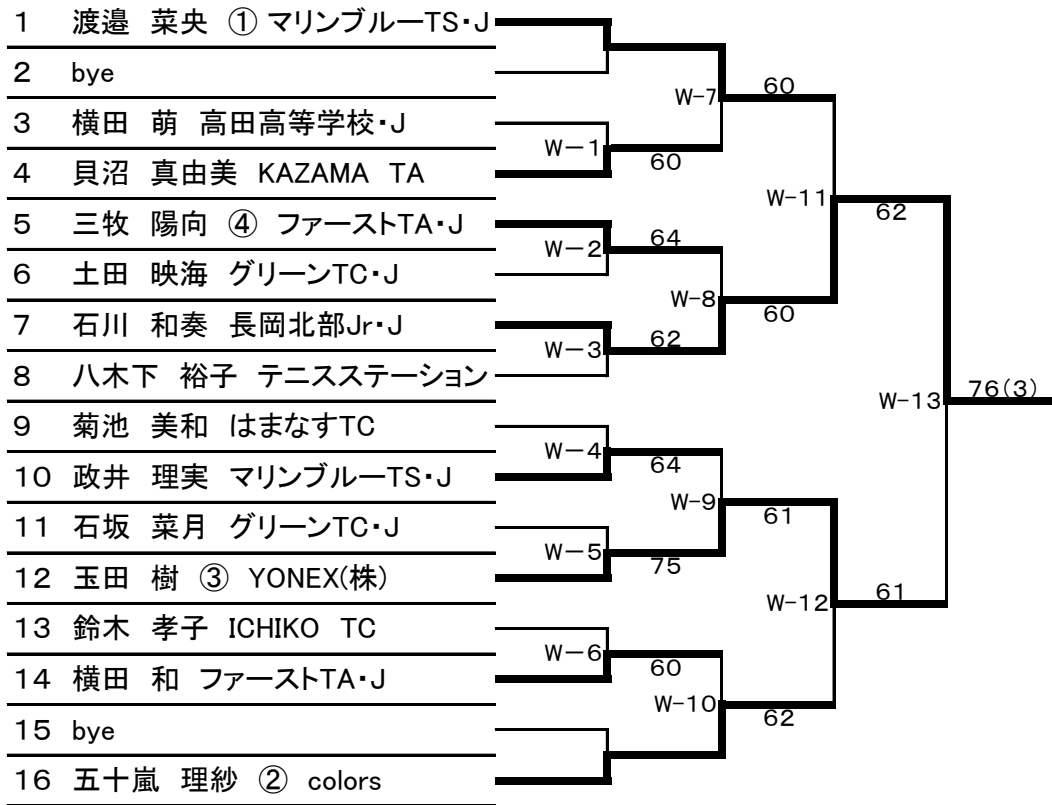 1 渡邉 菜央 ① マリンブルーTS・J
2 bye
3 横田 萌 高田高等学校・J
4 貝沼 真由美 KAZAMA TA
5 三牧 陽向 ④ ファーストTA・J
6 土田 映海 グリーンTC・J
7 石川 和奏 長岡北部Jr・J
8 八木下 裕子 テニスステーション
9 菊池 美和 はまなすTC
10 政井 理実 マリンブルーTS・J
11 石坂 菜月 グリーンTC・J
12 玉田 樹 ③ YONEX(株)
13 鈴木 孝子 ICHIKO TC
14 横田 和 ファーストTA・J
15 bye
16 五十嵐 理紗 ② colors
W-1
60
W-2
64
W-3
62
W-4
64
W-5
75
W-6
60
W-7
60
W-8
60
W-9
61
W-10
62
W-11
62
W-12
61
W-13
76(3)